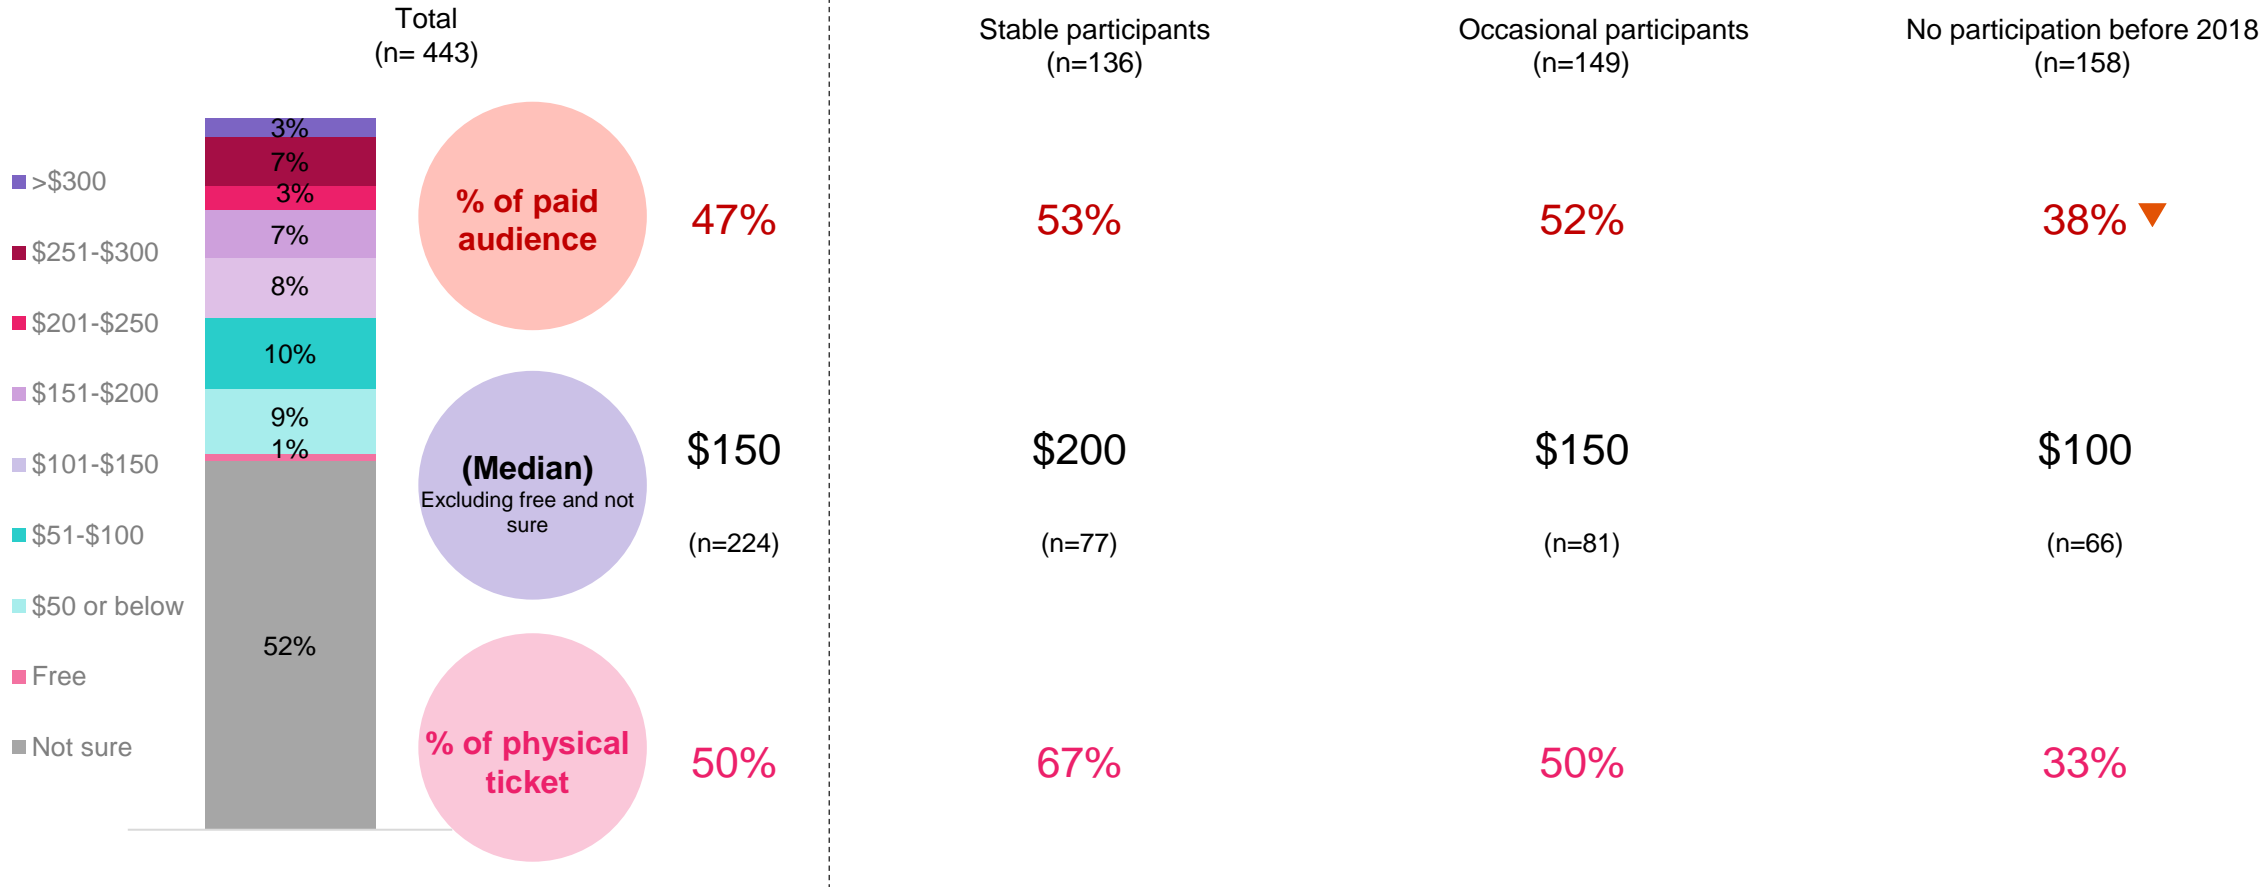 Total
(n= 443)
Stable participants
(n=136)
Occasional participants
(n=149)
No participation before 2018
(n=158)
>$300
$251-$300
$201-$250
$151-$200
$101-$150
$51-$100
$50 or below
Free
Not sure
3%
7%
3%
7%
8%
10%
9%
1%
52%
% of paid
audience
47%
53%
52%
38%
(Median)
Excluding free and not
sure
$150
$200
$150
$100
(n=224)
(n=77)
(n=81)
(n=66)
% of physical
ticket
50%
67%
50%
33%